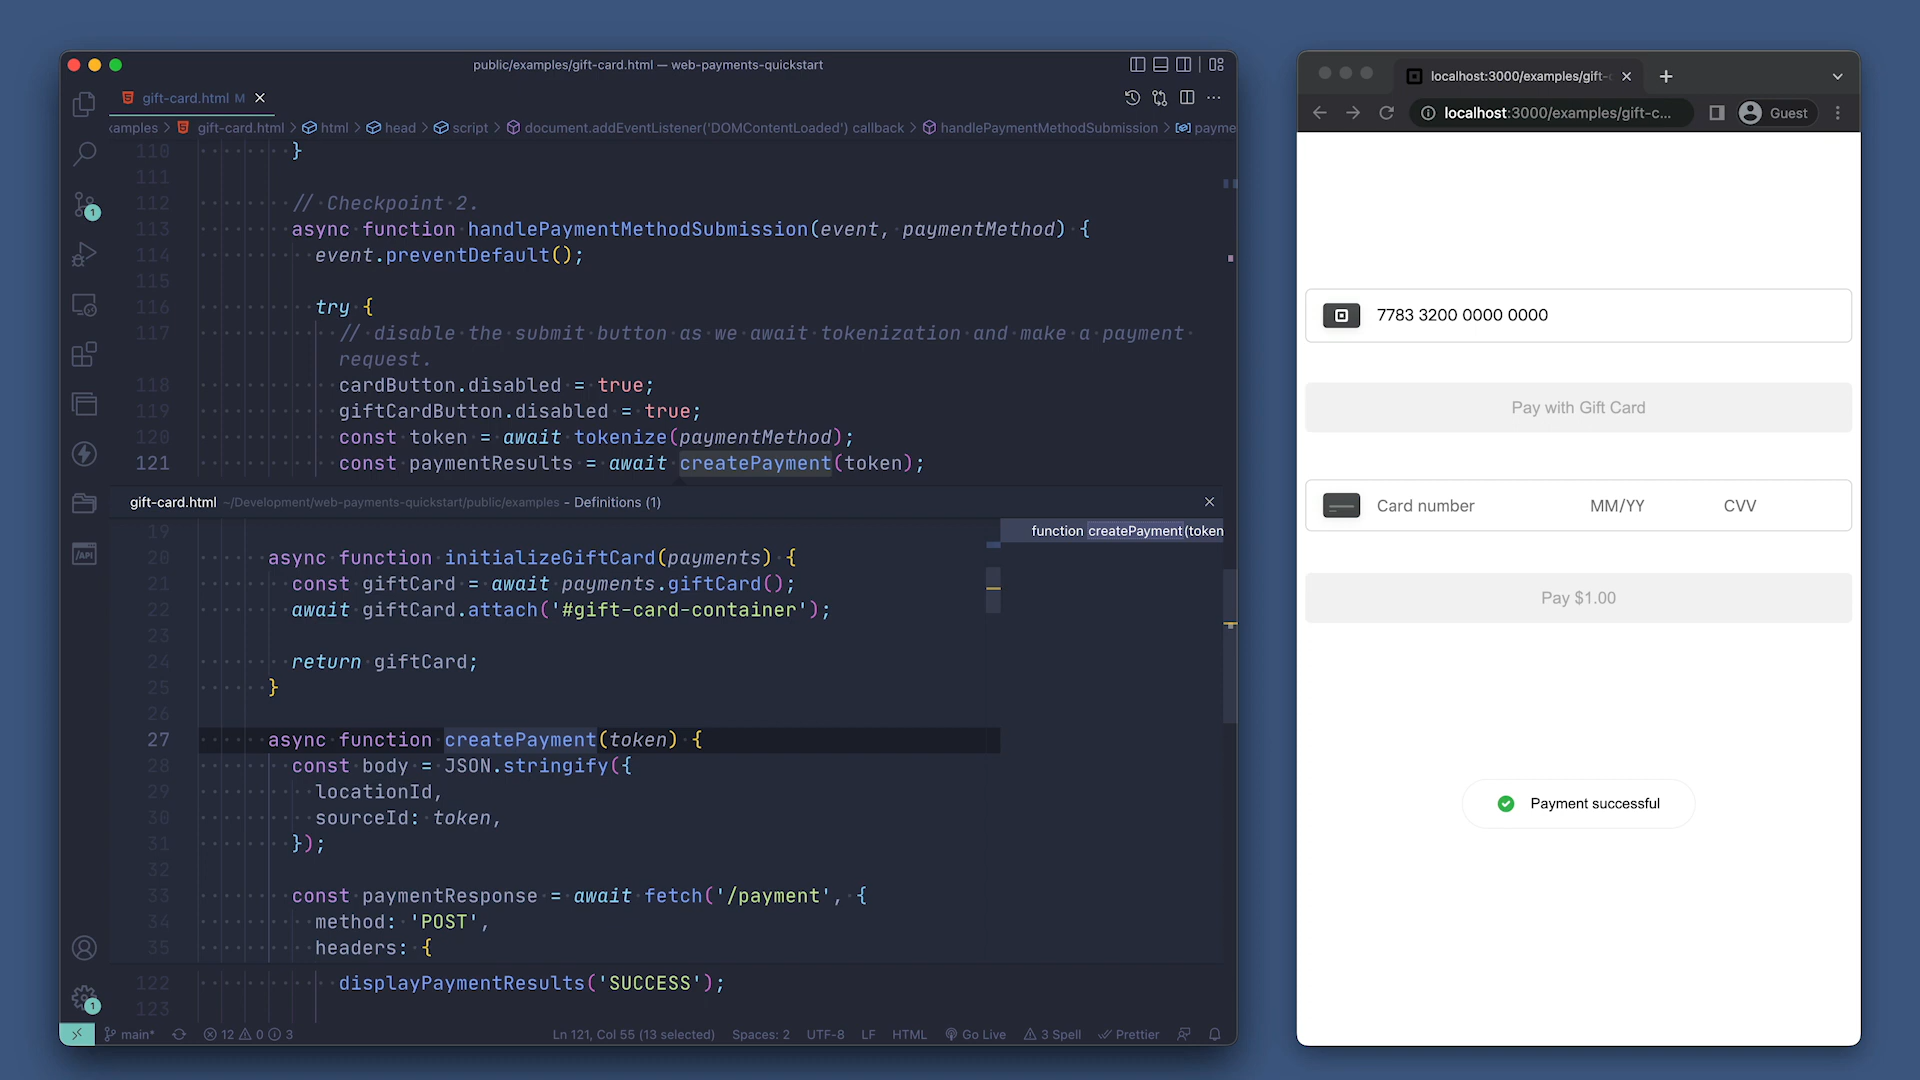 public/examples/gift-card.html — web-payments-quickstart
gift-card.html M
xamples > gift-card.html > html > head > script > document.addEventListener('DOMContentLoaded') callback > handlePaymentMethodSubmission > payme
110 }
111
112 // Checkpoint 2.
113 async function handlePaymentMethodSubmission(event, paymentMethod) {
114 event.preventDefault();
115
116 try {
117 // disable the submit button as we await tokenization and make a payment
request.
118 cardButton.disabled = true;
119 giftCardButton.disabled = true;
120 const token = await tokenize(paymentMethod);
121 const paymentResults = await createPayment(token);
gift-card.html ~/Development/web-payments-quickstart/public/examples - Definitions (1)
function createPayment(token
19
20 async function initializeGiftCard(payments) {
21 const giftCard = await payments.giftCard();
22 await giftCard.attach('#gift-card-container');
23
24 return giftCard;
25 }
26
27 async function createPayment(token) {
28 const body = JSON.stringify({
29 locationId,
30 sourceId: token,
31 });
32
33 const paymentResponse = await fetch('/payment', {
34 method: 'POST',
35 headers: {
122 displayPaymentResults('SUCCESS');
123
1
/API
1
main* 12 0 3 Ln 121, Col 55 (13 selected) Spaces: 2 UTF-8 LF HTML Go Live 3 Spell Prettier
localhost:3000/examples/gift-c
localhost:3000/examples/gift-c... Guest
7783 3200 0000 0000
Pay with Gift Card
Card number MM/YY CVV
Pay $1.00
Payment successful